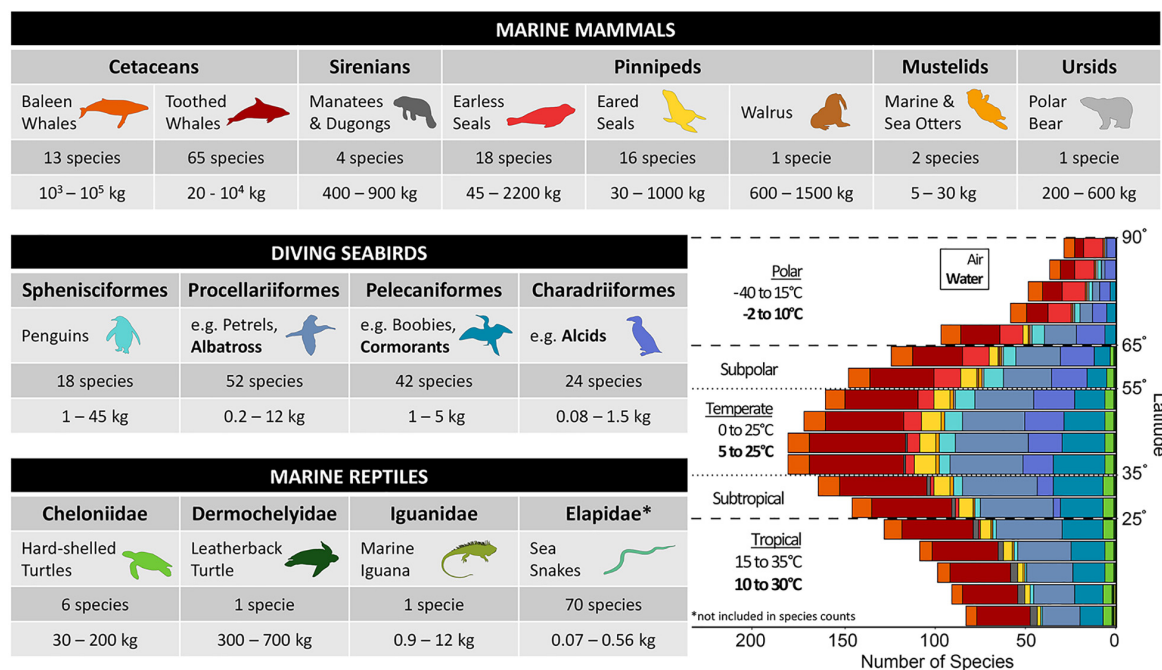 MARINE MAMMALS
Cetaceans Sirenians Pinnipeds Mustelids Ursids
Baleen Whales Toothed Whales Manatees & Dugongs Earless Seals Eared Seals Walrus Marine & Sea Otters Polar Bear
13 species 65 species 4 species 18 species 16 species 1 specie 2 species 1 specie
10³ – 10⁵ kg 20 - 10⁴ kg 400 – 900 kg 45 – 2200 kg 30 – 1000 kg 600 – 1500 kg 5 – 30 kg 200 – 600 kg
DIVING SEABIRDS
Sphenisciformes Procellariiformes Pelecaniformes Charadriiformes
Penguins e.g. Petrels, Albatross e.g. Boobies, Cormorants e.g. Alcids
18 species 52 species 42 species 24 species
1 – 45 kg 0.2 – 12 kg 1 – 5 kg 0.08 – 1.5 kg
MARINE REPTILES
Cheloniidae Dermochelyidae Iguanidae Elapidae*
Hard-shelled Turtles Leatherback Turtle Marine Iguana Sea Snakes
6 species 1 specie 1 specie 70 species
30 – 200 kg 300 – 700 kg 0.9 – 12 kg 0.07 – 0.56 kg
Air
Water
Polar
-40 to 15°C
-2 to 10°C
Subpolar
Temperate
0 to 25°C
5 to 25°C
Subtropical
Tropical
15 to 35°C
10 to 30°C
*not included in species counts
90°
65°
55°
35°
25°
Latitude
200 150 100 50 0
Number of Species